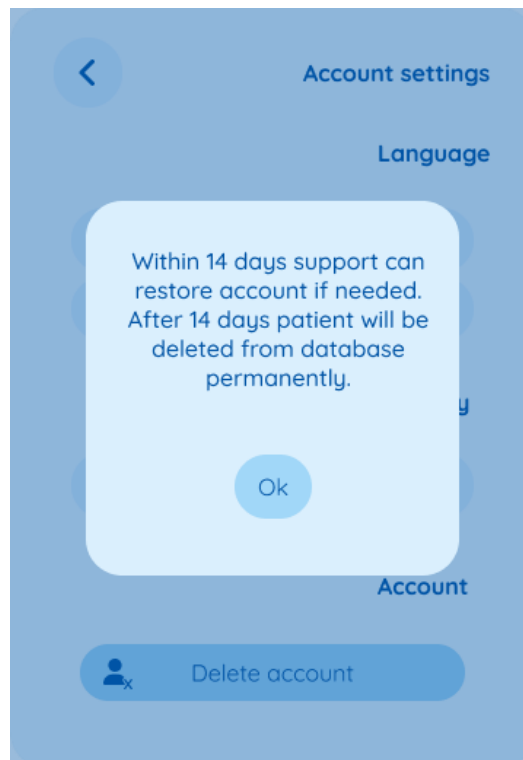 Account settings
Language
Within 14 days support can
restore account if needed.
After 14 days patient will be
deleted from database
permanently.
y
Ok
Account
x
Delete account